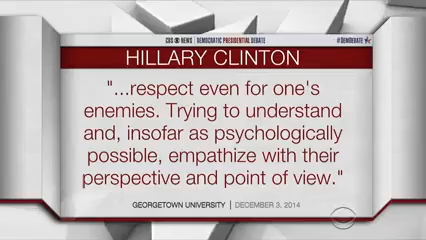 CBS NEWS | DEMOCRATIC PRESIDENTIAL DEBATE #DEMDEBATE
HILLARY CLINTON
"...respect even for one's
enemies. Trying to understand
and, insofar as psychologically
possible, empathize with their
perspective and point of view."
GEORGETOWN UNIVERSITY | DECEMBER 3, 2014